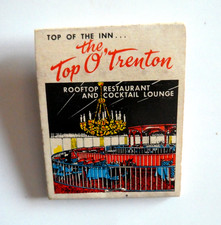 TOP OF THE INN...
the
Top O' Trenton
ROOFTOP RESTAURANT
AND COCKTAIL LOUNGE